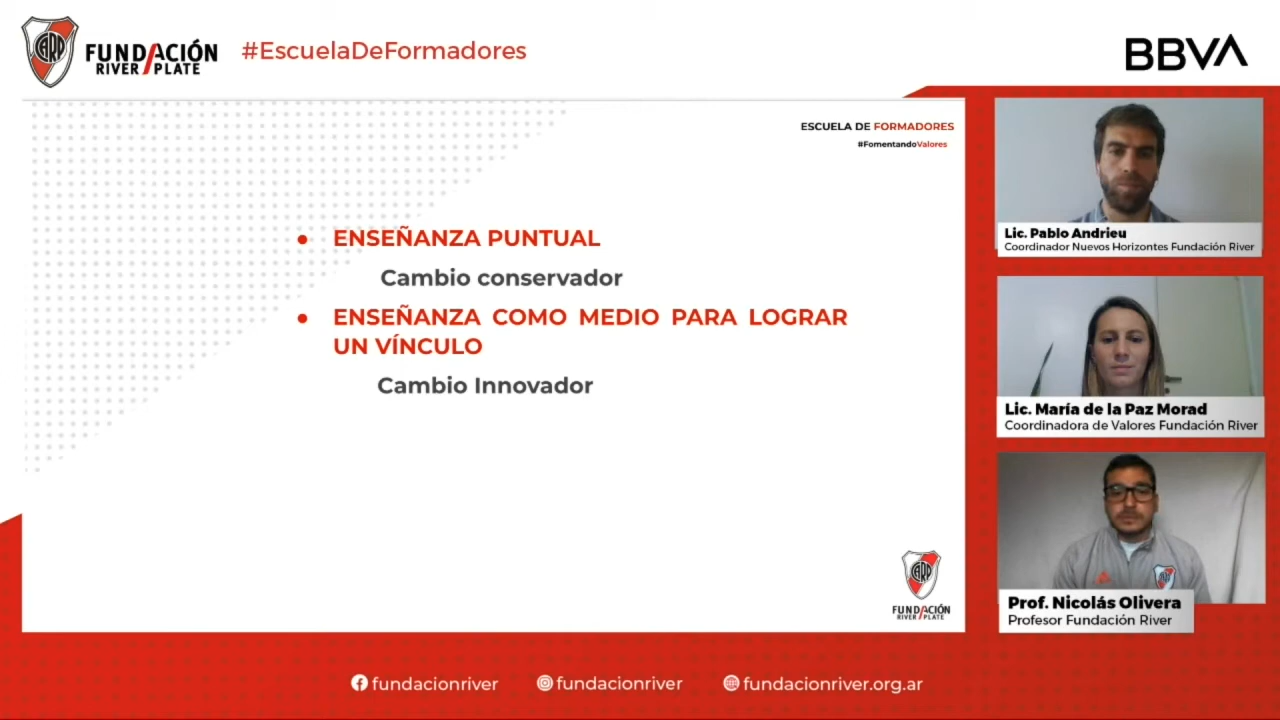 CARP
FUNDACIÓN
RIVER PLATE
#EscuelaDeFormadores
BBVA
ESCUELA DE FORMADORES
#FomentandoValores
• ENSEÑANZA PUNTUAL
Cambio conservador
• ENSEÑANZA COMO MEDIO PARA LOGRAR
UN VÍNCULO
Cambio Innovador
CARP
FUNDACIÓN
RIVER PLATE
Lic. Pablo Andrieu
Coordinador Nuevos Horizontes Fundación River
Lic. María de la Paz Morad
Coordinadora de Valores Fundación River
Prof. Nicolás Olivera
Profesor Fundación River
fundacionriver
fundacionriver
fundacionriver.org.ar